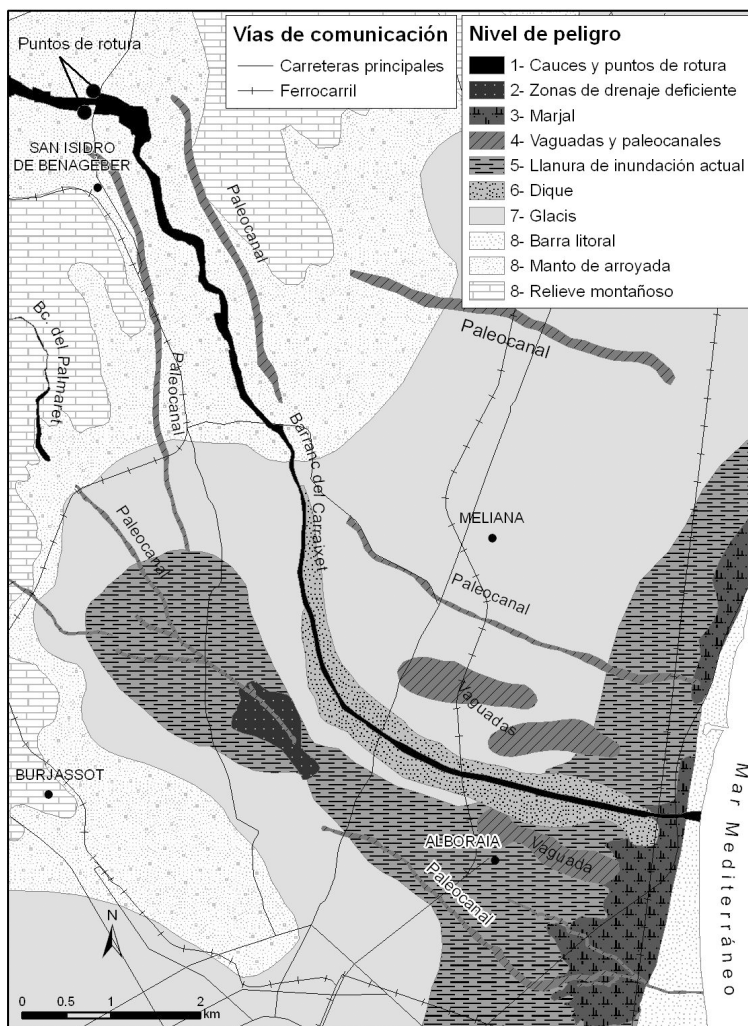 Puntos de rotura
Vías de comunicación
Carreteras principales
Ferrocarril
Nivel de peligro
1- Cauces y puntos de rotura
2- Zonas de drenaje deficiente
3- Marjal
4- Vaguadas y paleocanales
5- Llanura de inundación actual
6- Dique
7- Glacis
8- Barra litoral
8- Manto de arroyada
8- Relieve montañoso
SAN ISIDRO
DE BENAGEBER
Paleocanal
Paleocanal
Bc. del Palmaret
Paleocanal
Barranc del Carraixet
Paleocanal
MELIANA
Paleocanal
Vaguadas
BURJASSOT
ALBORAIA
Vaguada
Paleocanal
Mar Mediterráneo
N
0 0.5 1 2
km